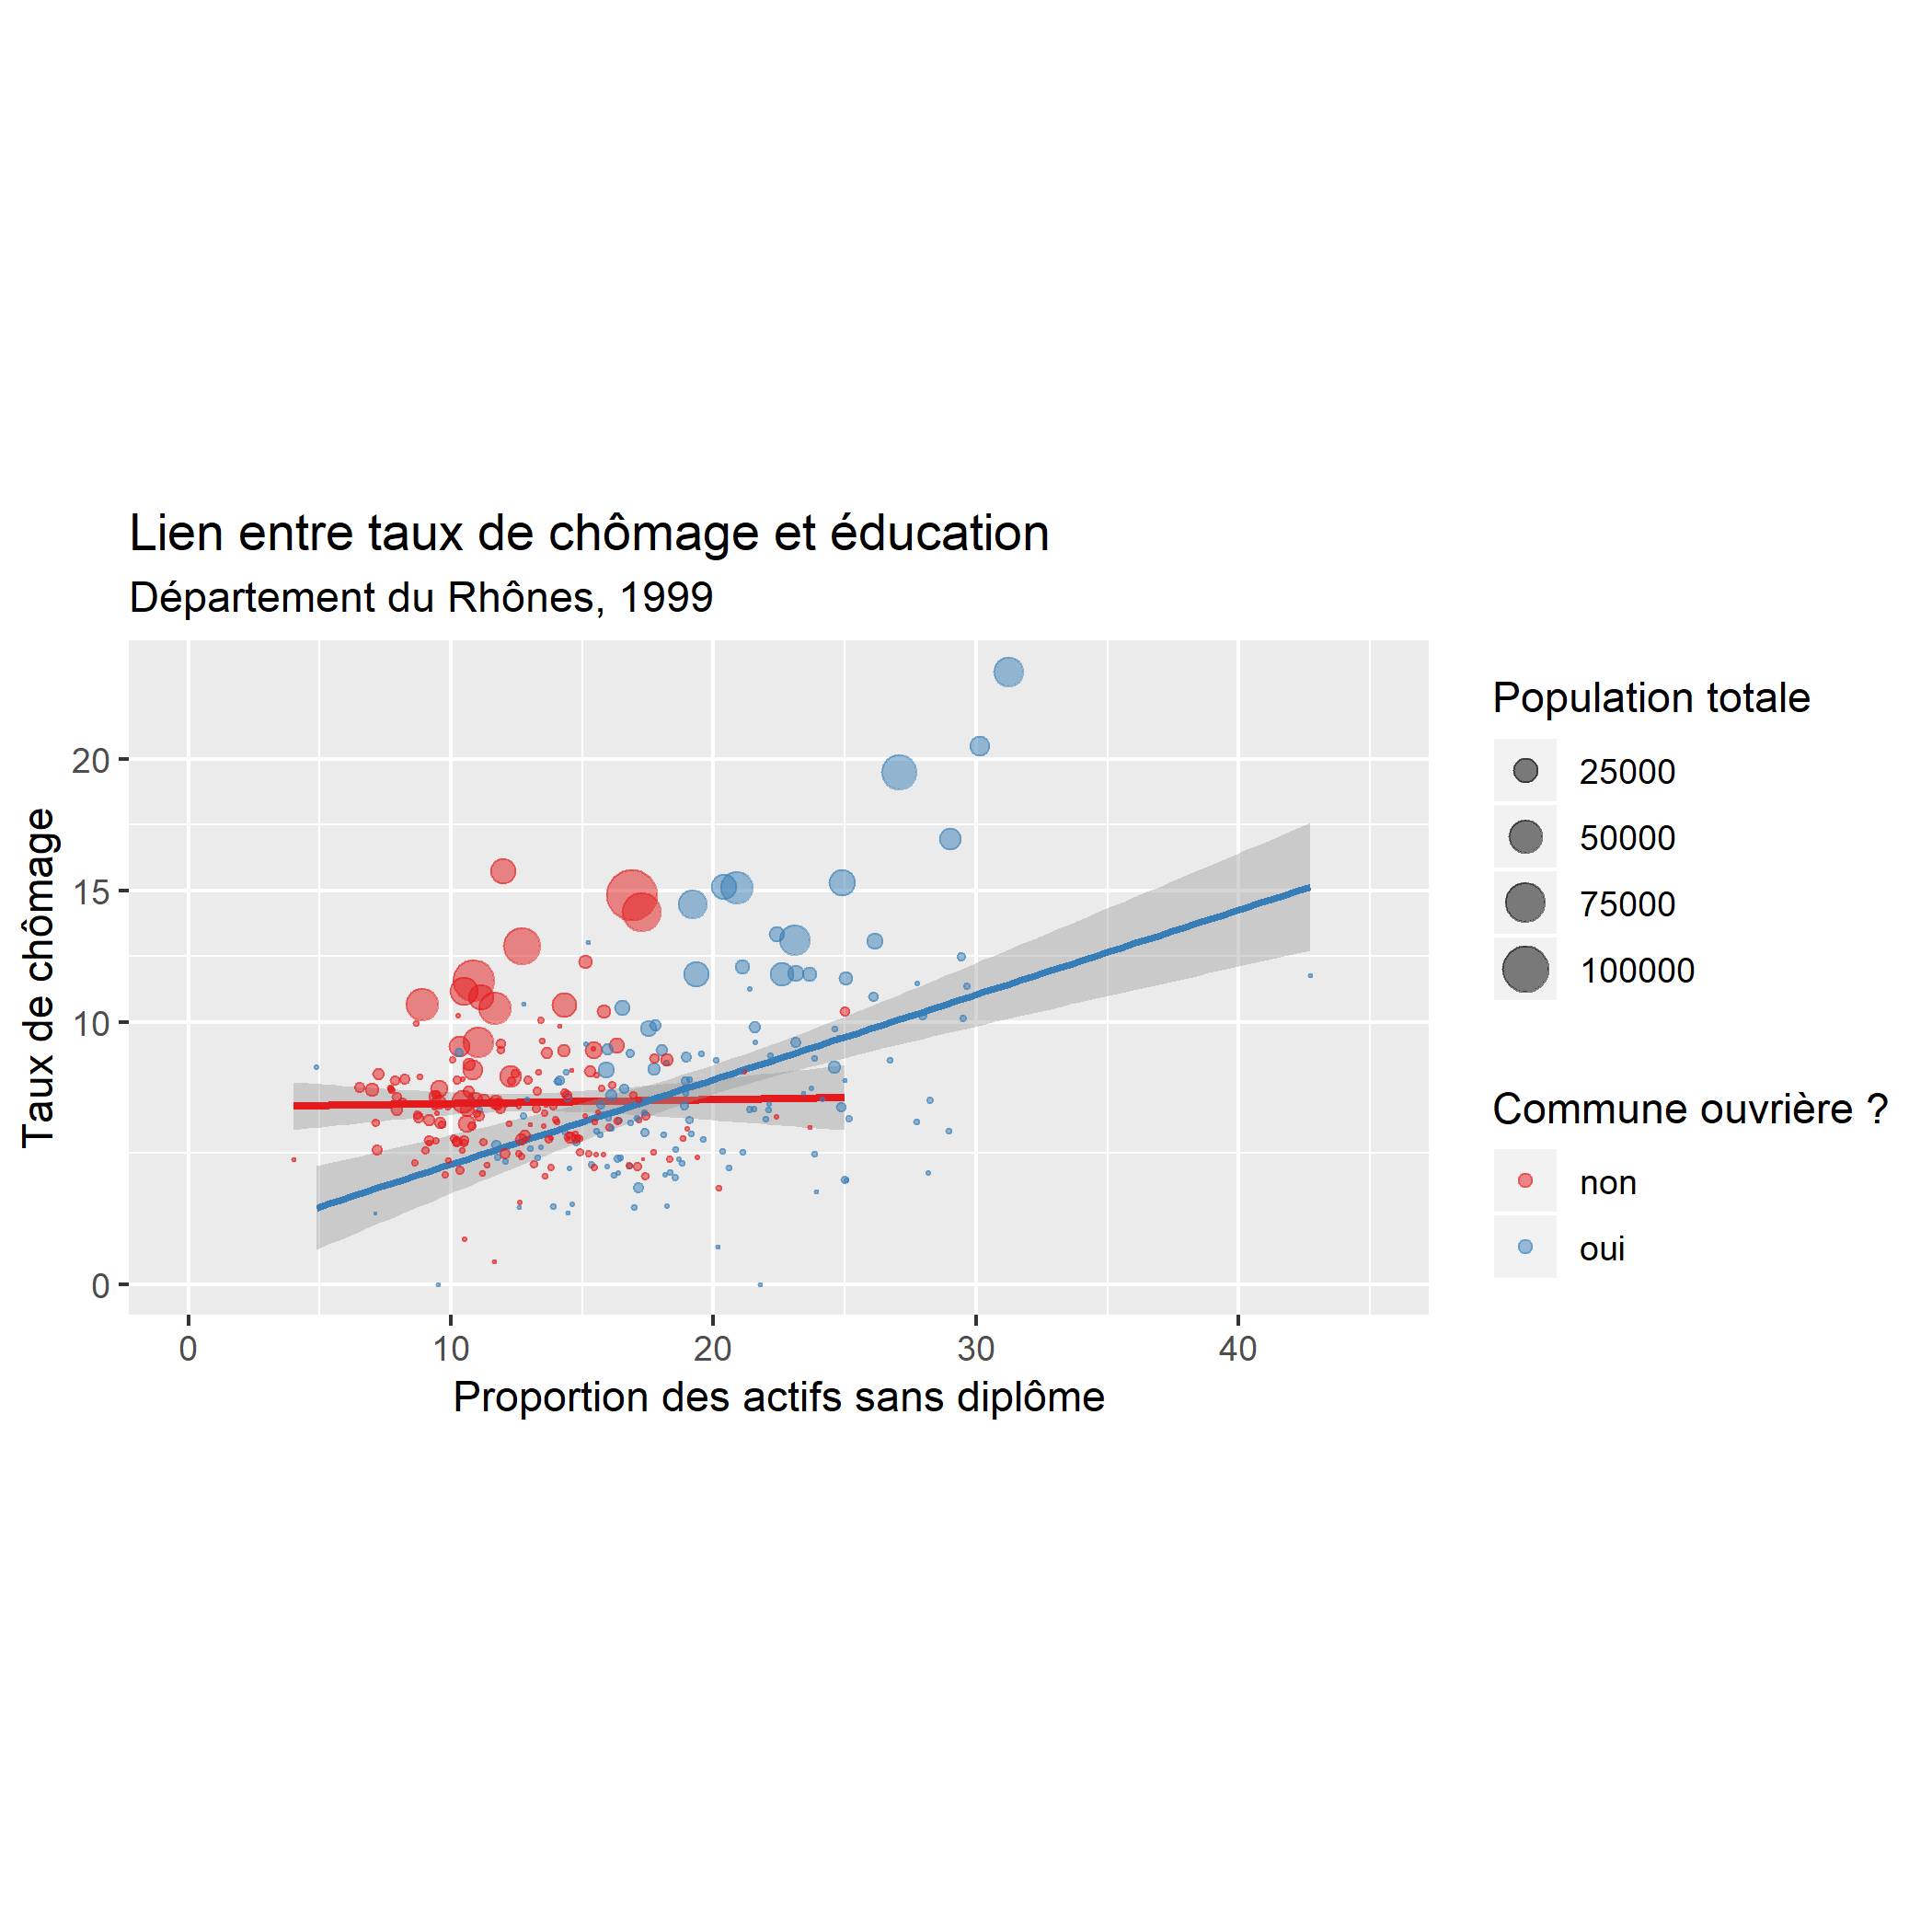 Lien entre taux de chômage et éducation
Département du Rhônes, 1999
Taux de chômage
20
15
10
0
0 10 20 30 40
Proportion des actifs sans diplôme
Population totale
25000
50000
75000
100000
Commune ouvrière ?
non
oui